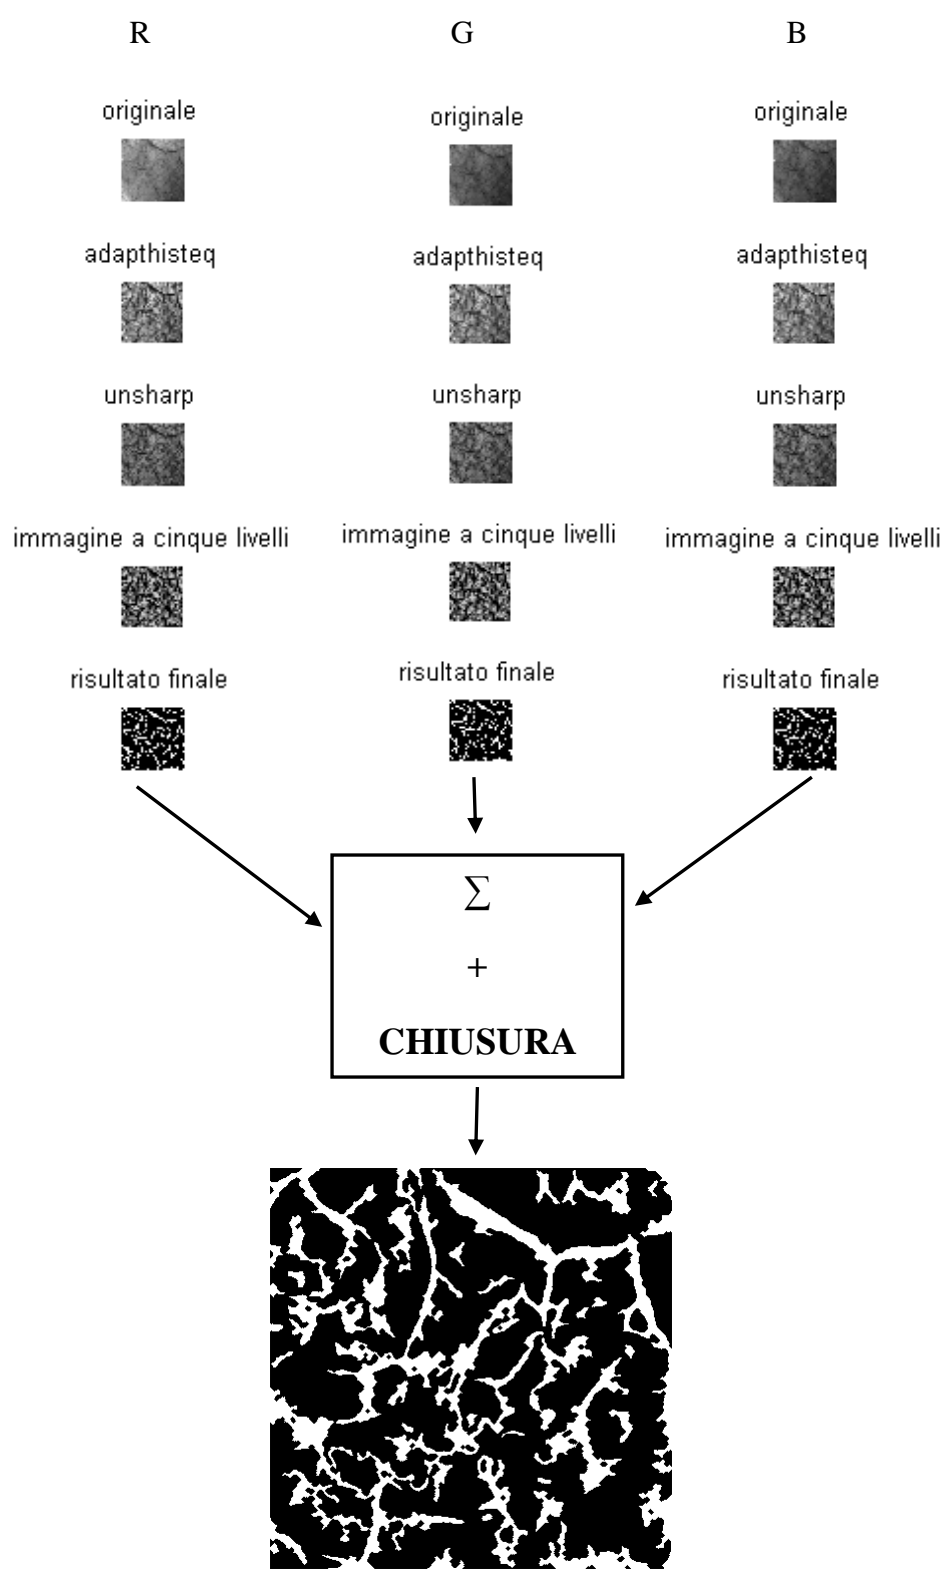 R G B
originale originale originale
adapthisteq adapthisteq adapthisteq
unsharp unsharp unsharp
immagine a cinque livelli immagine a cinque livelli immagine a cinque livelli
risultato finale risultato finale risultato finale
∑
+
CHIUSURA